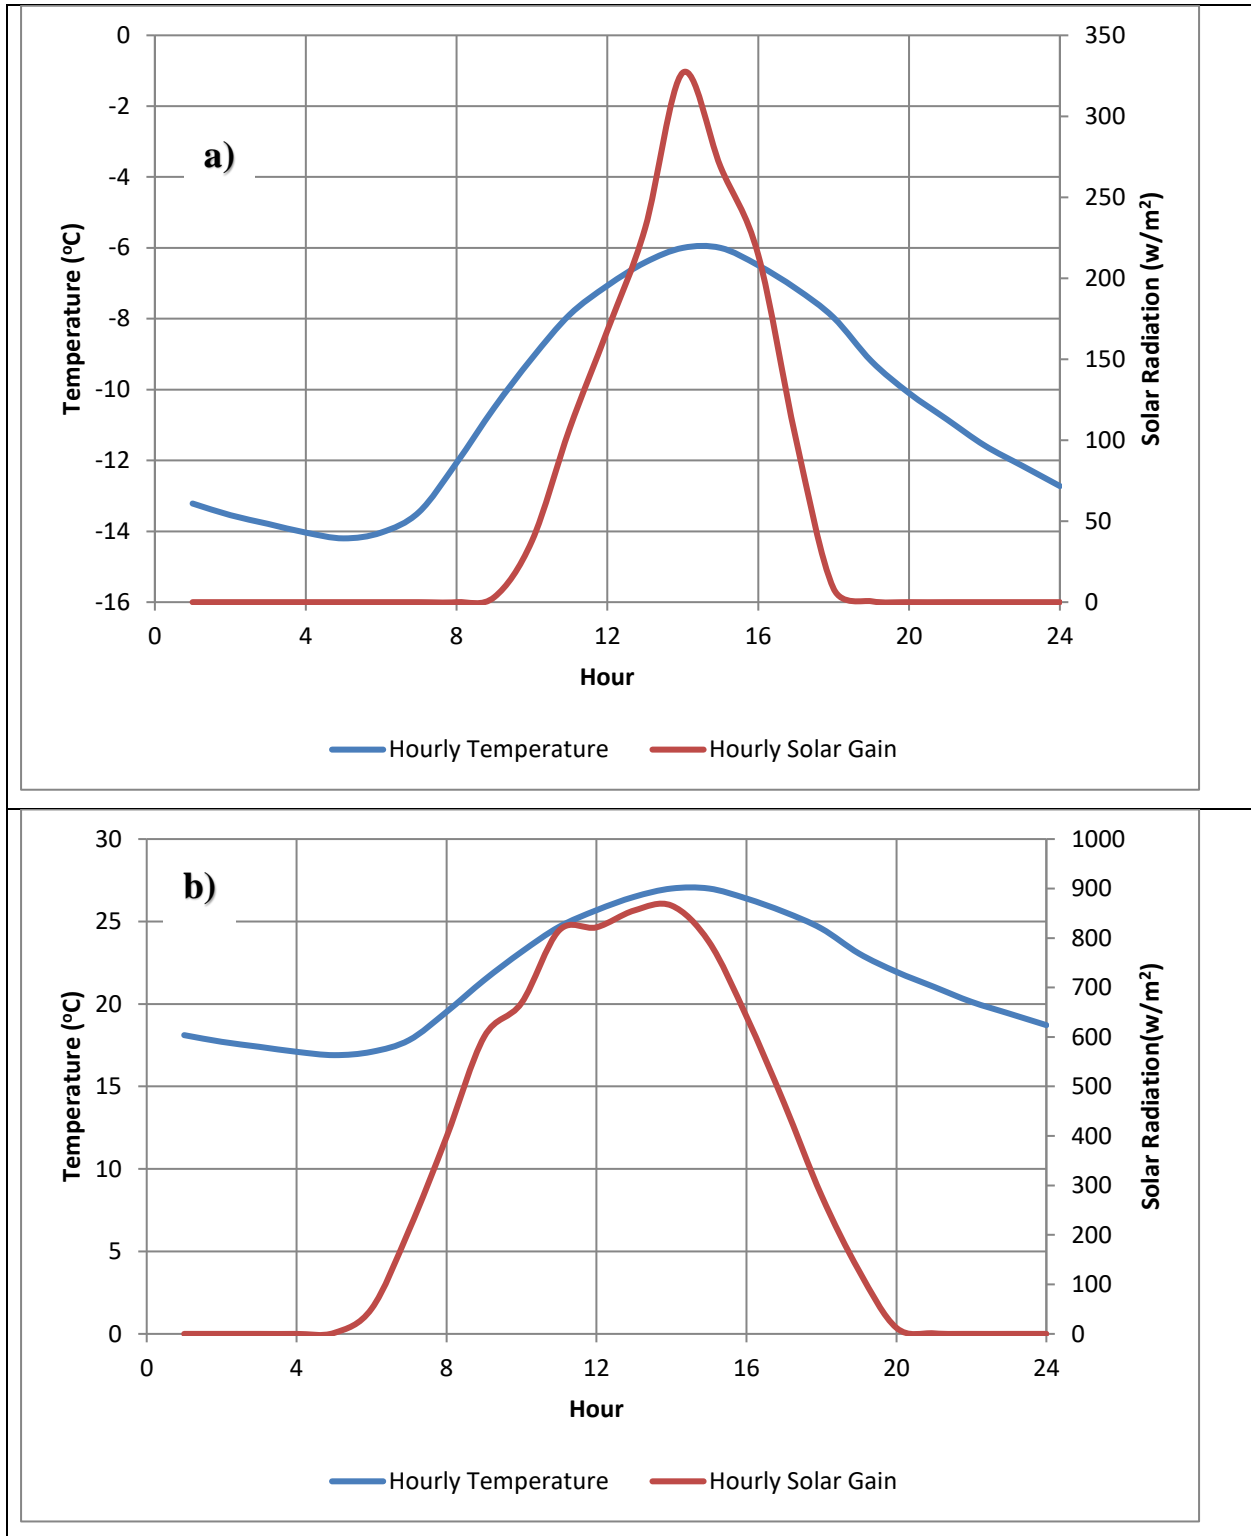 a)
0
-2
-4
-6
-8
-10
-12
-14
-16
Temperature (ºC)
350
300
250
200
150
100
50
0
Solar Radiation (w/m²)
0 4 8 12 16 20 24
Hour
Hourly Temperature Hourly Solar Gain
b)
30
25
20
15
10
5
0
Temperature (ºC)
1000
900
800
700
600
500
400
300
200
100
0
Solar Radiation(w/m²)
0 4 8 12 16 20 24
Hour
Hourly Temperature Hourly Solar Gain